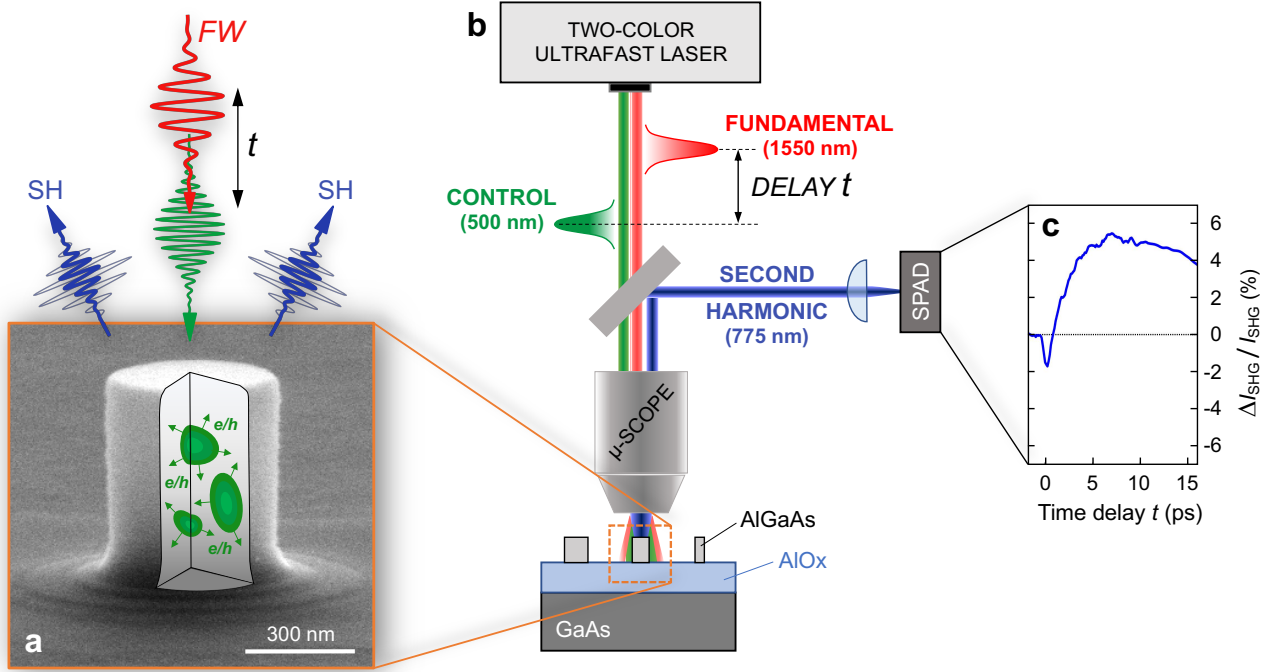 FW
t
SH
SH
e/h
e/h
e/h
a
300 nm
b
TWO-COLOR
ULTRAFAST LASER
FUNDAMENTAL
(1550 nm)
DELAY t
CONTROL
(500 nm)
SECOND
HARMONIC
(775 nm)
SPAD
μ-SCOPE
AlGaAs
AlOx
GaAs
c
6
4
2
0
-2
-4
-6
ΔI_SHG / I_SHG (%)
0
5
10
15
Time delay t (ps)